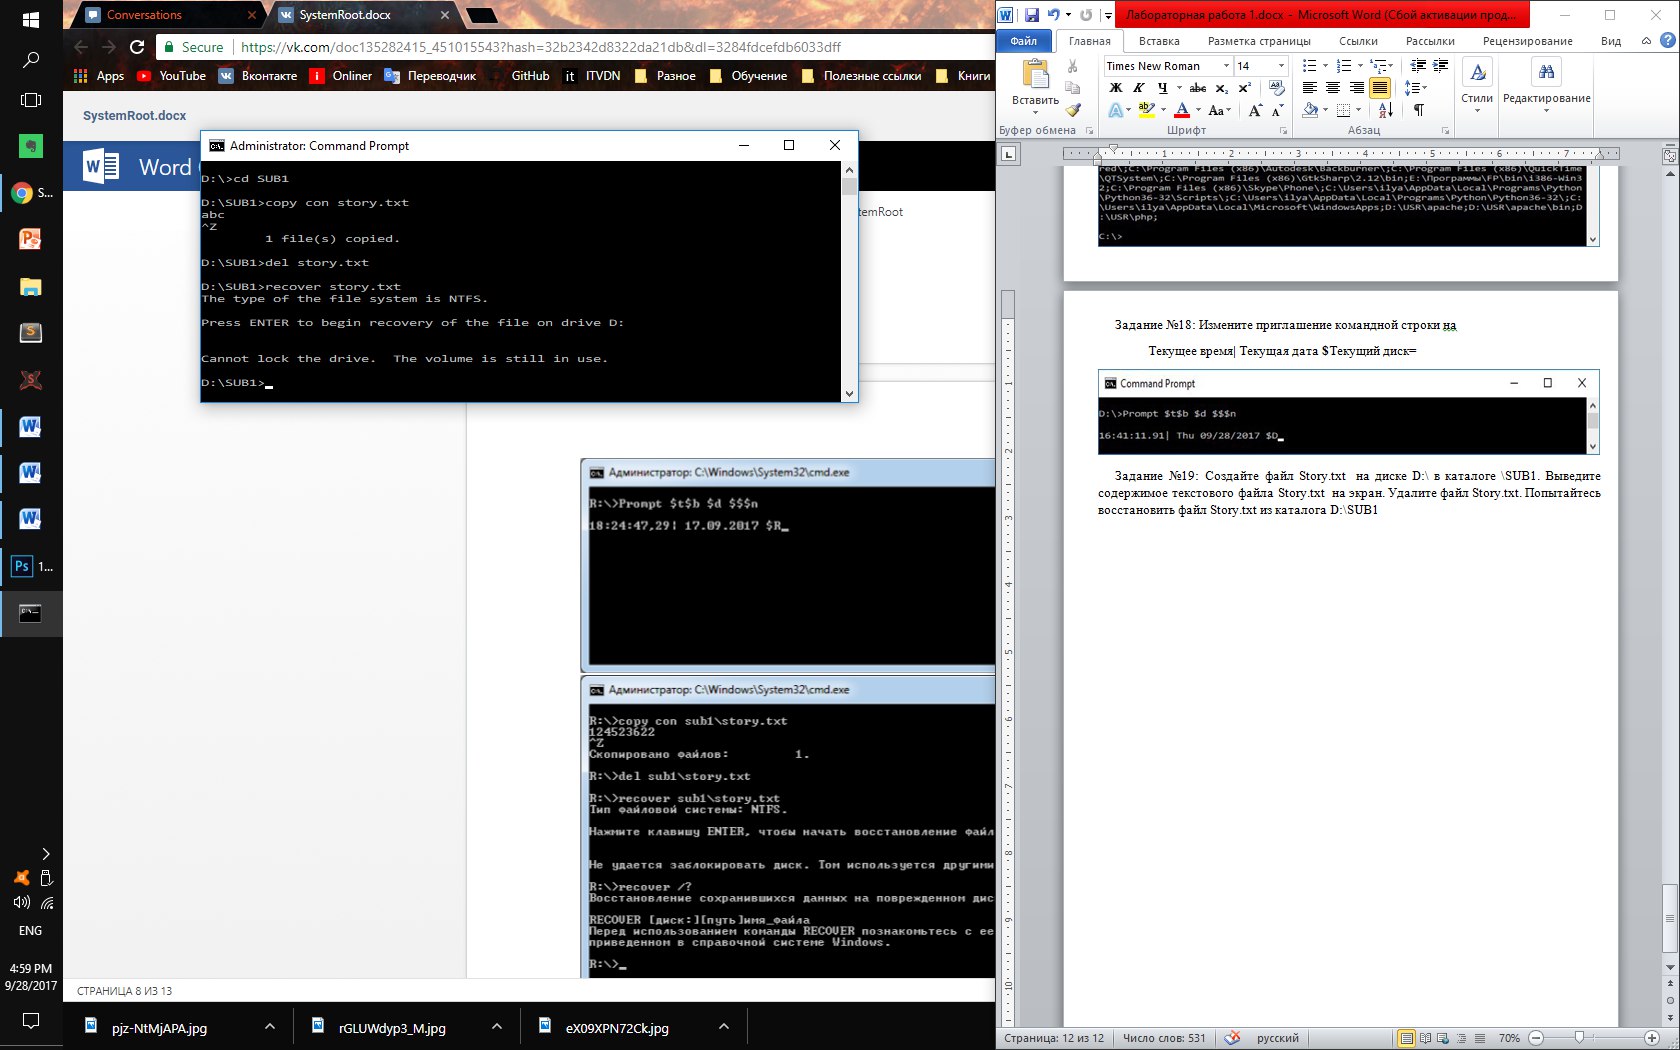 Conversations
SystemRoot.docx
Secure
https://vk.com/doc135282415_451015543?hash=32b2342d8322da21db&dl=3284fdcefdb6033dff
Apps
YouTube
Вконтакте
Onliner
Переводчик
GitHub
it ITVDN
Разное
Обучение
Полезные ссылки
Книги
SystemRoot.docx
Word
temRoot
Administrator: Command Prompt
D:\>cd SUB1
D:\SUB1>copy con story.txt
abc
^Z
1 file(s) copied.
D:\SUB1>del story.txt
D:\SUB1>recover story.txt
The type of the file system is NTFS.
Press ENTER to begin recovery of the file on drive D:
Cannot lock the drive.  The volume is still in use.
D:\SUB1>_
Администратор: C:\Windows\System32\cmd.exe
R:\>Prompt $t$b $d $$$n
18:24:47,29| 17.09.2017 $R_
Администратор: C:\Windows\System32\cmd.exe
R:\>copy con sub1\story.txt
124523622
^Z
Скопировано файлов:         1.
R:\>del sub1\story.txt
R:\>recover sub1\story.txt
Тип файловой системы: NTFS.
Нажмите клавишу ENTER, чтобы начать восстановление файл
Не удается заблокировать диск. Том используется другими
R:\>recover /?
Восстановление сохранившихся данных на поврежденном дис
RECOVER [диск:][путь]имя_файла
Перед использованием команды RECOVER познакомьтесь с ее
приведенном в справочной системе Windows.
R:\>_
СТРАНИЦА 8 ИЗ 13
pjz-NtMjAPA.jpg
rGLUWdyp3_M.jpg
eX09XPN72Ck.jpg
S...
Ps 1...
ENG
4:59 PM
9/28/2017
Лабораторная работа 1.docx - Microsoft Word (Сбой активации прод...
Файл
Главная
Вставка
Разметка страницы
Ссылки
Рассылки
Рецензирование
Вид
Вставить
Буфер обмена
Times New Roman
14
Ж К Ч abc x₂ x²
Aa
Шрифт
Абзац
Стили
Редактирование
1 2 3 4 5 6 7
red\;C:\Program Files (x86)\Autodesk\Backburner\;C:\Program Files (x86)\QuickTime
\QTSystem\;C:\Program Files (x86)\GtkSharp\2.12\bin;E:\Программы\FP\bin\i386-Win3
2;C:\Program Files (x86)\Skype\Phone\;C:\Users\ilya\AppData\Local\Programs\Python
\Python36-32\Scripts\;C:\Users\ilya\AppData\Local\Programs\Python\Python36-32\;C:
\Users\ilya\AppData\Local\Microsoft\WindowsApps;D:\USR\apache;D:\USR\apache\bin;D
:\USR\php;
C:\>
Задание №18: Измените приглашение командной строки на
Текущее время| Текущая дата $Текущий диск=
Command Prompt
D:\>Prompt $t$b $d $$$n
16:41:11.91| Thu 09/28/2017 $D_
Задание №19: Создайте файл Story.txt на диске D:\ в каталоге \SUB1. Выведите
содержимое текстового файла Story.txt на экран. Удалите файл Story.txt. Попытайтесь
восстановить файл Story.txt из каталога D:\SUB1
Страница: 12 из 12
Число слов: 531
русский
70%